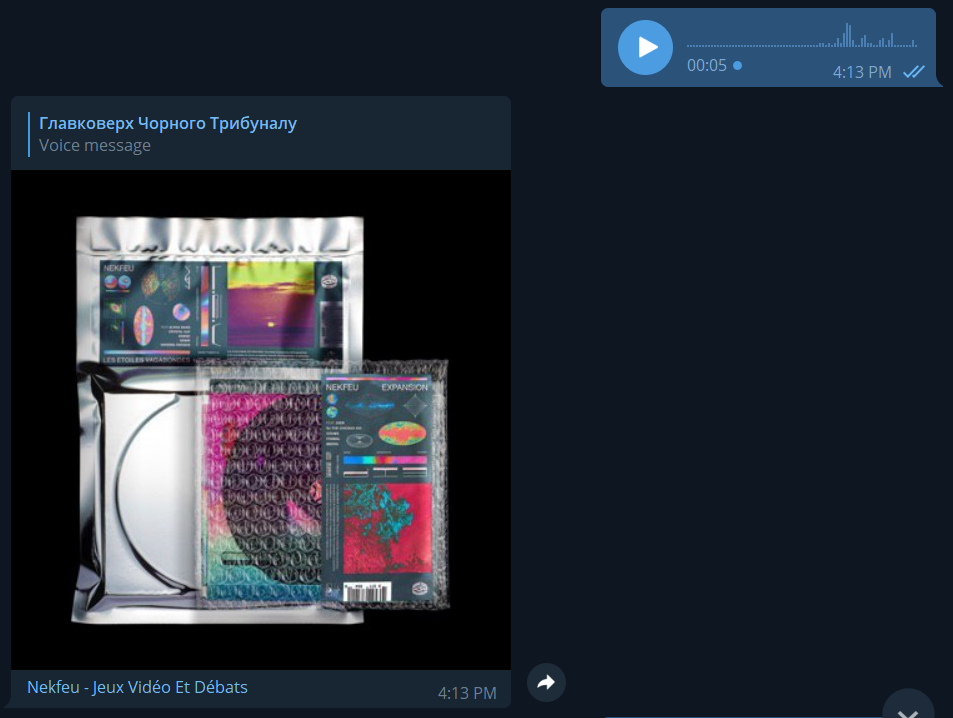 00:05
4:13 PM
Главковерх Чорного Трибуналу
Voice message
NEKFEU
LES ÉTOILES VAGABONDES
NEKFEU EXPANSION
Nekfeu - Jeux Vidéo Et Débats
4:13 PM